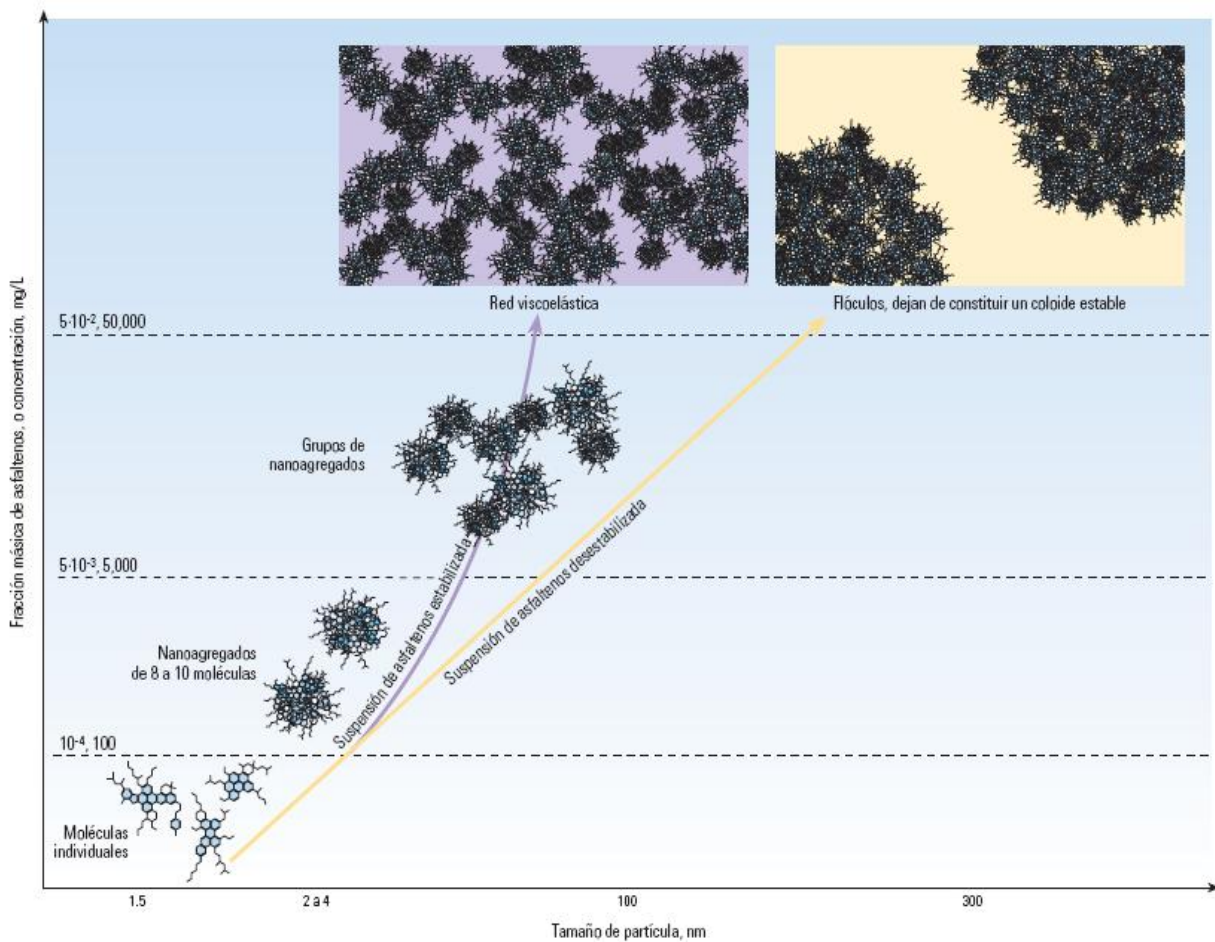 Red viscoelástica
Flóculos, dejan de constituir un coloide estable
5·10-2, 50,000
Grupos de
nanoagregados
Suspensión de asfaltenos estabilizada
Suspensión de asfaltenos desestabilizada
5·10-3, 5,000
Nanoagregados
de 8 a 10 moléculas
10-4, 100
Moléculas
individuales
Fracción másica de asfaltenos, o concentración, mg/L
1.5
2 a 4
100
300
Tamaño de partícula, nm